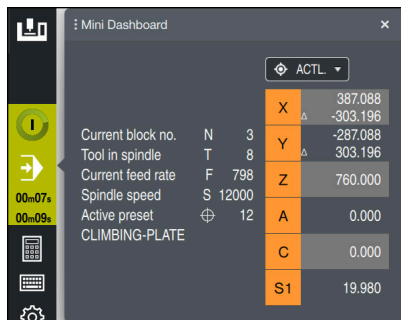 Mini Dashboard ×
ACTL.
X 387.088
Δ -303.196
Y -287.088
Δ 303.196
Z 760.000
A 0.000
C 0.000
S1 19.980
Current block no. N 3
Tool in spindle T 8
Current feed rate F 798
Spindle speed S 12000
Active preset 12
CLIMBING-PLATE
00m07s
00m09s